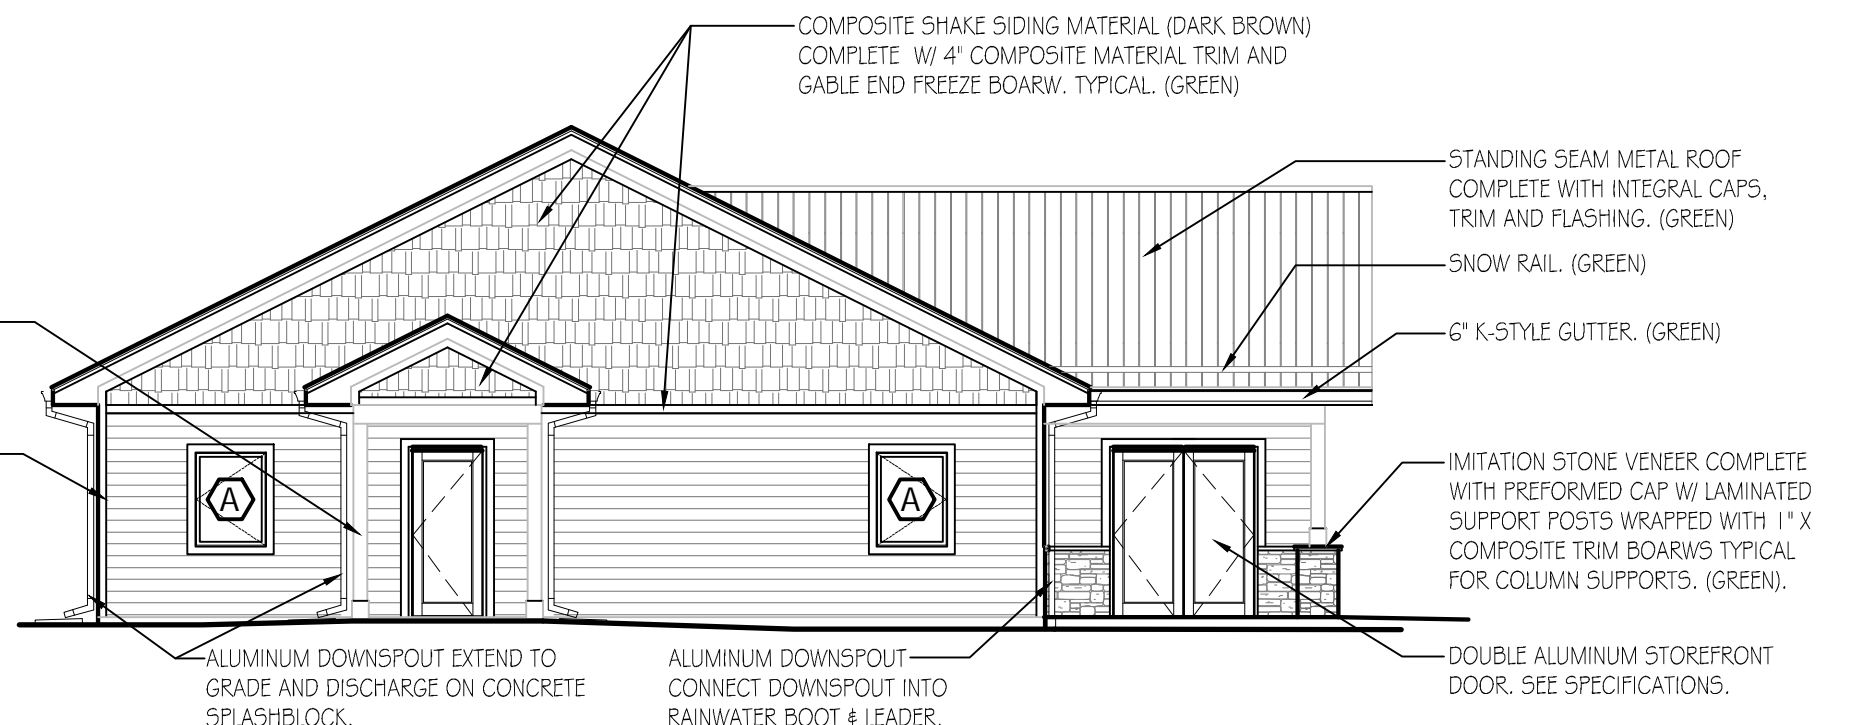 COMPOSITE SHAKE SIDING MATERIAL (DARK BROWN)
COMPLETE W/ 4" COMPOSITE MATERIAL TRIM AND
GABLE END FREEZE BOARW. TYPICAL. (GREEN)
STANDING SEAM METAL ROOF
COMPLETE WITH INTEGRAL CAPS,
TRIM AND FLASHING. (GREEN)
SNOW RAIL. (GREEN)
6" K-STYLE GUTTER. (GREEN)
IMITATION STONE VENEER COMPLETE
WITH PREFORMED CAP W/ LAMINATED
SUPPORT POSTS WRAPPED WITH 1" X
COMPOSITE TRIM BOARWS TYPICAL
FOR COLUMN SUPPORTS. (GREEN).
A
A
DOUBLE ALUMINUM STOREFRONT
DOOR. SEE SPECIFICATIONS.
ALUMINUM DOWNSPOUT EXTEND TO
GRADE AND DISCHARGE ON CONCRETE
SPLASHBLOCK.
ALUMINUM DOWNSPOUT
CONNECT DOWNSPOUT INTO
RAINWATER BOOT & LEADER.